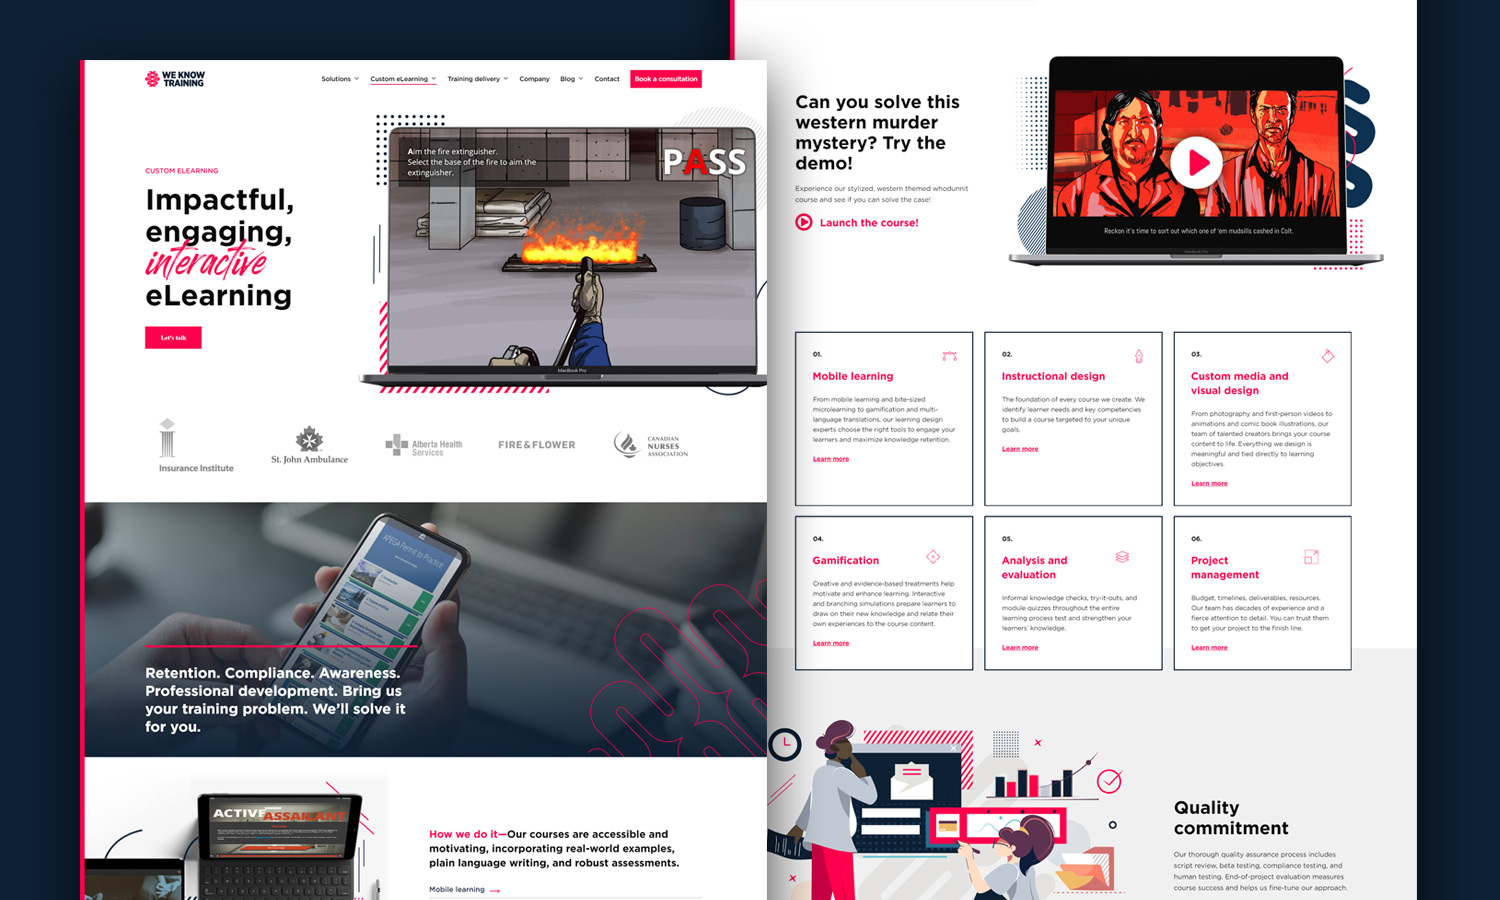 WE KNOW
TRAINING
Solutions
Custom eLearning
Training delivery
Company
Blog
Contact
Book a consultation
CUSTOM ELEARNING
Impactful,
engaging,
interactive
eLearning
Let's talk
Aim the fire extinguisher.
Select the base of the fire to aim the
extinguisher.
PASS
MacBook Pro
Insurance Institute
St. John Ambulance
Alberta Health
Services
FIRE & FLOWER
CANADIAN
NURSES
ASSOCIATION
APEGA Permit to Practice
Retention. Compliance. Awareness.
Professional development. Bring us
your training problem. We'll solve it
for you.
ACTIVE
ASSAILANT
How we do it—Our courses are accessible and
motivating, incorporating real-world examples,
plain language writing, and robust assessments.
Mobile learning
Can you solve this
western murder
mystery? Try the
demo!
Experience our stylized, western themed whodunnit
course and see if you can solve the case!
Launch the course!
Reckon it's time to sort out which one of 'em mudsills cashed in Colt.
MacBook Pro
01.
Mobile learning
From mobile learning and bite-sized
microlearning to gamification and multi-
language translations, our learning design
experts choose the right tools to engage your
learners and maximize knowledge retention.
Learn more
02.
Instructional design
The foundation of every course we create. We
identify learner needs and key competencies
to build a course targeted to your unique
goals.
Learn more
03.
Custom media and
visual design
From photography and first-person videos to
animations and comic book illustrations, our
team of talented creators brings your course
content to life. Everything we design is
meaningful and tied directly to learning
objectives.
Learn more
04.
Gamification
Creative and evidence-based treatments help
motivate and enhance learning. Interactive
and branching simulations prepare learners to
draw on their new knowledge and relate their
own experiences to the course content.
Learn more
05.
Analysis and
evaluation
Informal knowledge checks, try-it-outs, and
module quizzes throughout the entire
learning process test and strengthen your
learners' knowledge.
Learn more
06.
Project
management
Budget, timelines, deliverables, resources.
Our team has decades of experience and a
fierce attention to detail. You can trust them
to get your project to the finish line.
Learn more
Quality
commitment
Our thorough quality assurance process includes
script review, beta testing, compliance testing, and
human testing. End-of-project evaluation measures
course success and helps us fine-tune our approach.